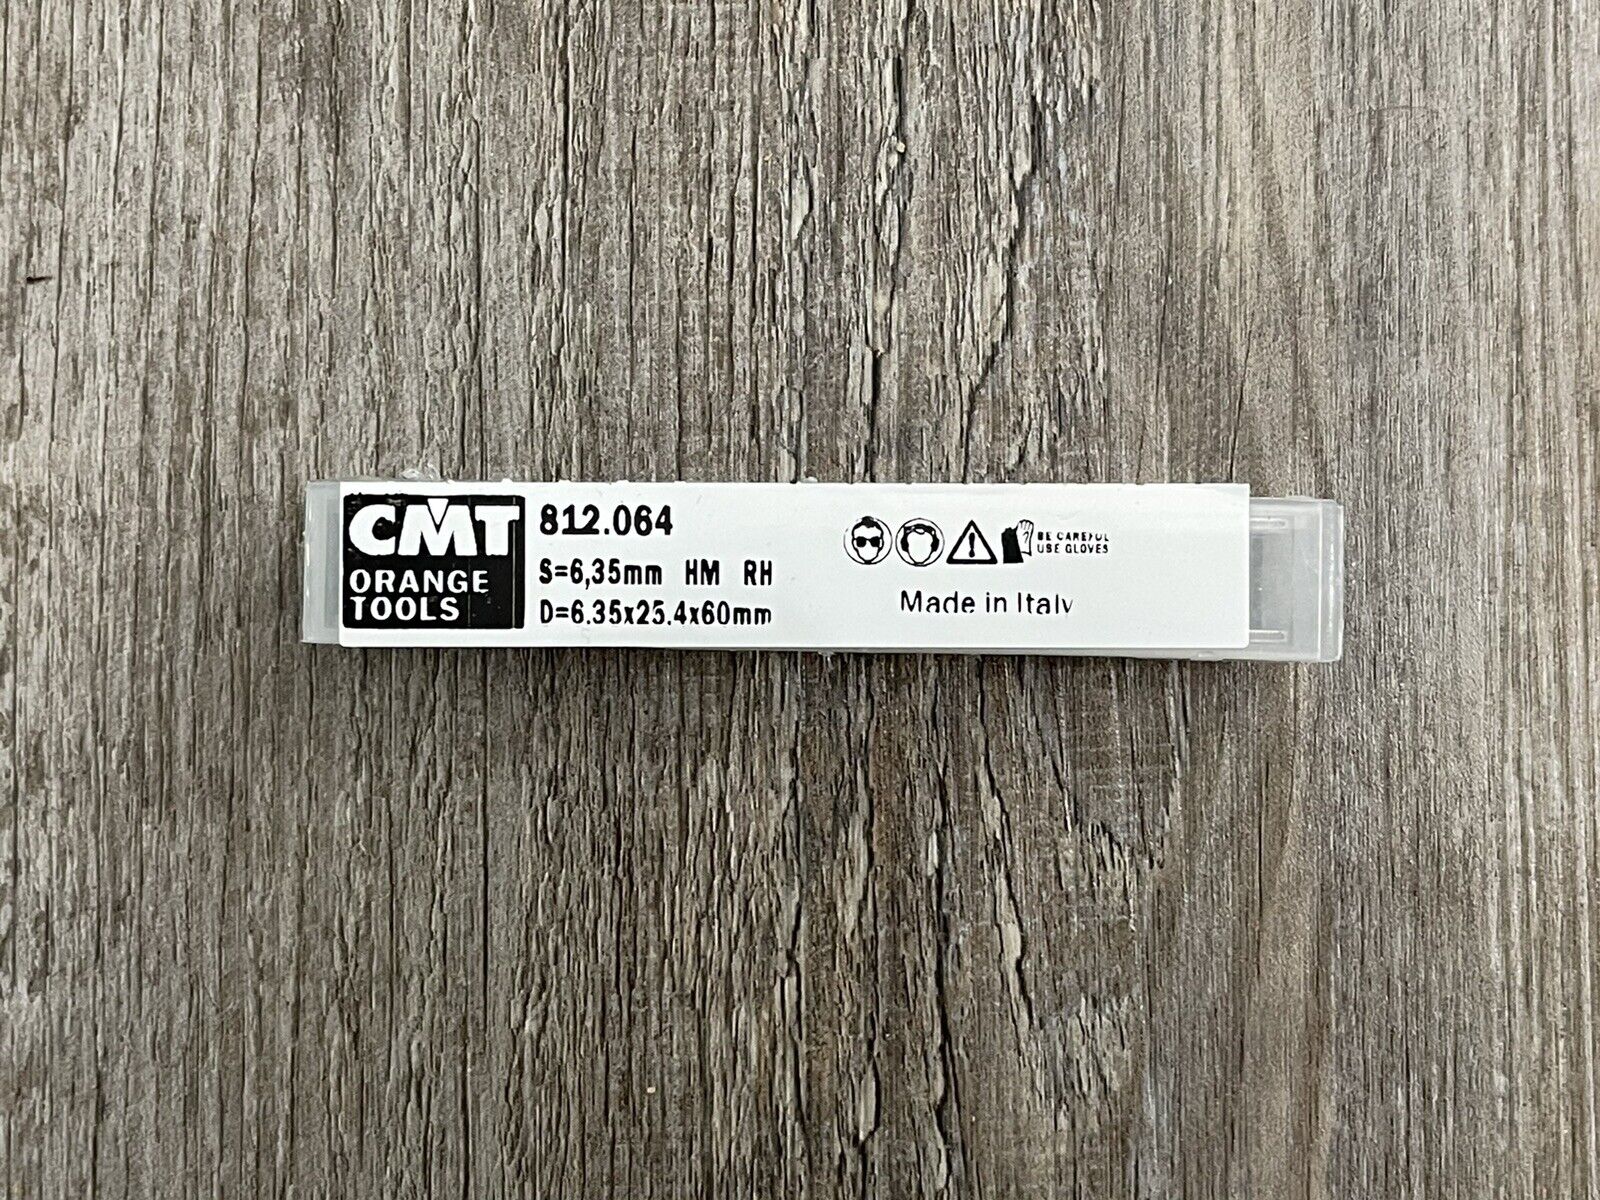 CMT
ORANGE
TOOLS
812.064
S=6,35mm HM RH
D=6.35x25.4x60mm
BE CAREFUL
USE GLOVES
Made in Italy